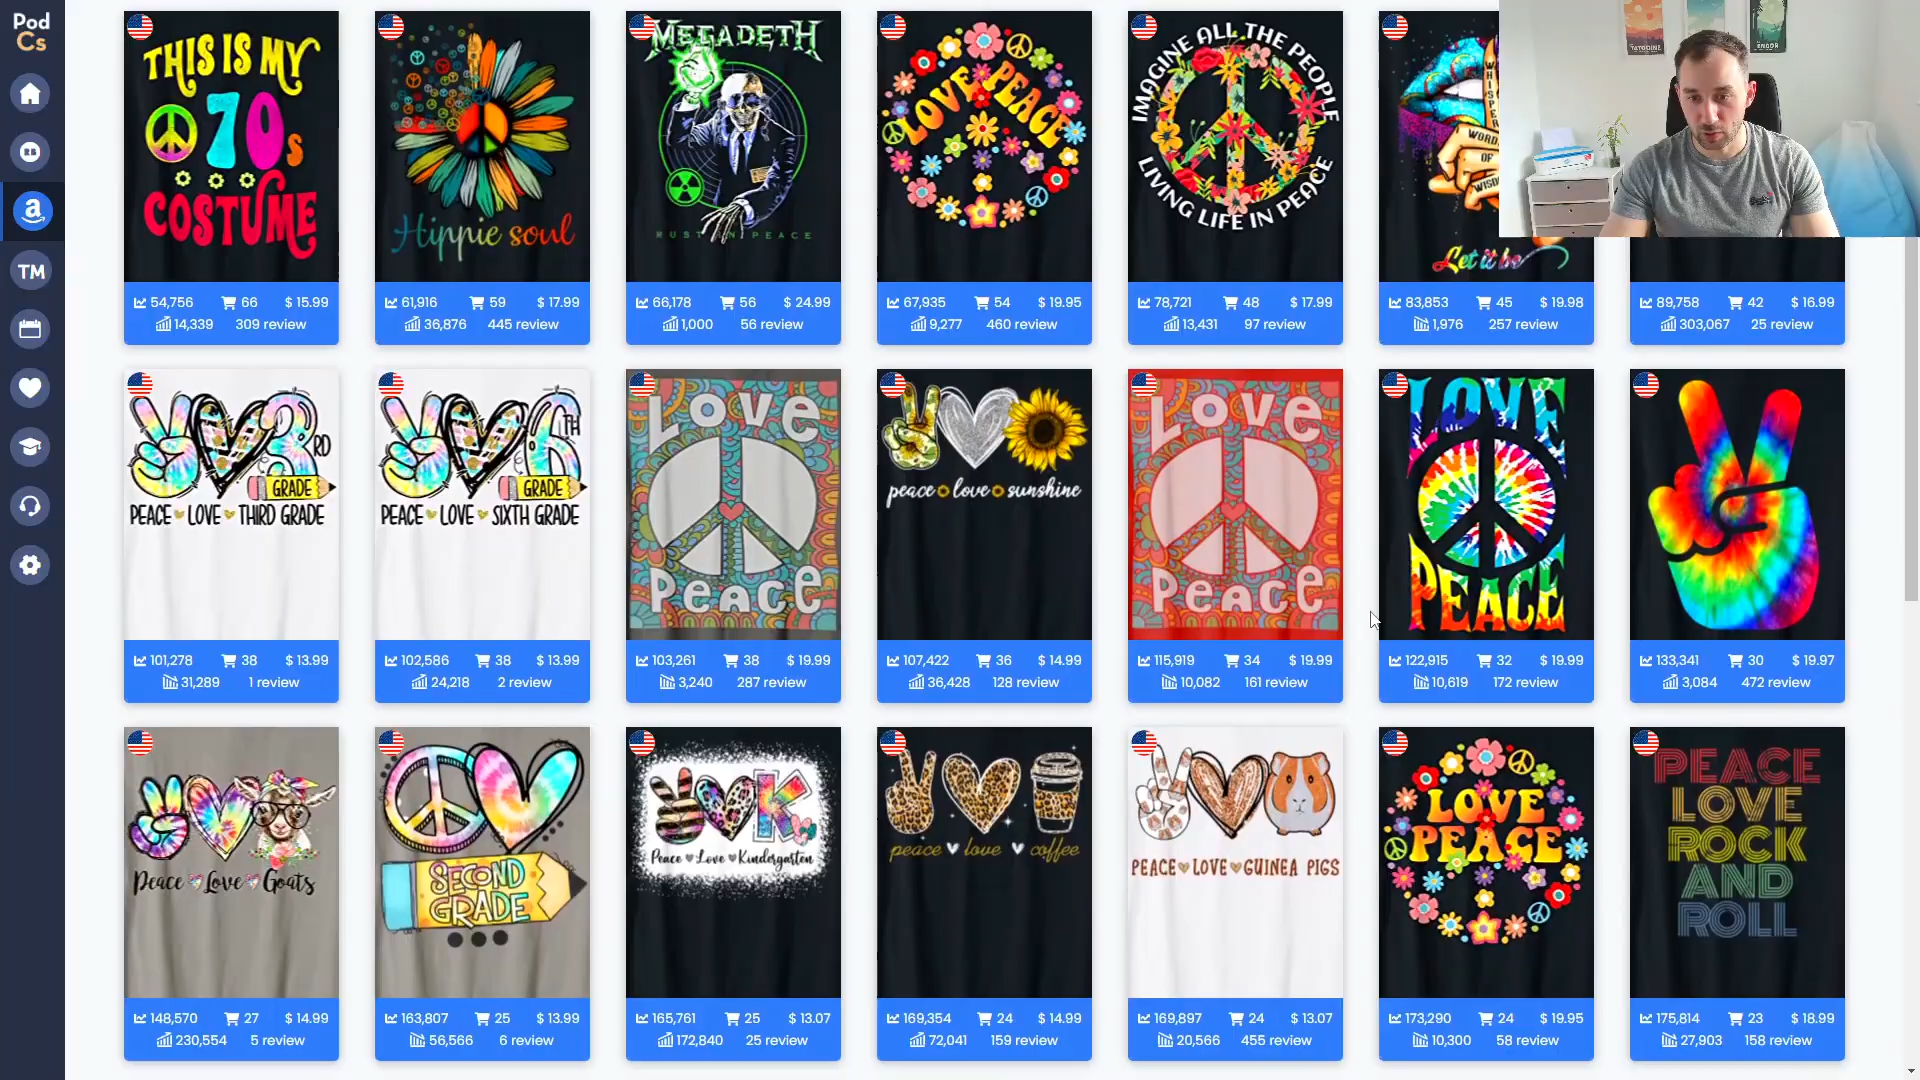 Pod
Cs
RB
TM
THIS IS MY
70s
COSTUME
54,756 66 $ 15.99
14,339 309 review
Hippie soul
61,916 59 $ 17.99
36,876 445 review
MEGADETH
RUST IN PEACE
66,178 56 $ 24.99
1,000 56 review
LOVE PEACE
67,935 54 $ 19.95
9,277 460 review
IMAGINE ALL THE PEOPLE
LIVING LIFE IN PEACE
78,721 48 $ 17.99
13,431 97 review
WHISPER
WORDS
OF
WISDOM
Let it be
83,853 45 $ 19.98
1,976 257 review
TATOOINE
ENDOR
89,758 42 $ 16.99
303,067 25 review
3RD
GRADE
PEACE LOVE THIRD GRADE
101,278 38 $ 13.99
31,289 1 review
6TH
GRADE
PEACE LOVE SIXTH GRADE
102,586 38 $ 13.99
24,218 2 review
Love
Peace
103,261 38 $ 19.99
3,240 287 review
peace love sunshine
107,422 36 $ 14.99
36,428 128 review
Love
Peace
115,919 34 $ 19.99
10,082 161 review
LOVE
PEACE
122,915 32 $ 19.99
10,619 172 review
133,341 30 $ 19.97
3,084 472 review
Peace Love Goats
148,570 27 $ 14.99
230,554 5 review
SECOND
GRADE
163,807 25 $ 13.99
56,566 6 review
K
Peace Love Kindergarten
165,761 25 $ 13.07
172,840 25 review
peace love coffee
169,354 24 $ 14.99
72,041 159 review
PEACE LOVE GUINEA PIGS
169,897 24 $ 13.07
20,566 455 review
LOVE
PEACE
173,290 24 $ 19.95
10,300 58 review
PEACE
LOVE
ROCK
AND
ROLL
175,814 23 $ 18.99
27,903 158 review